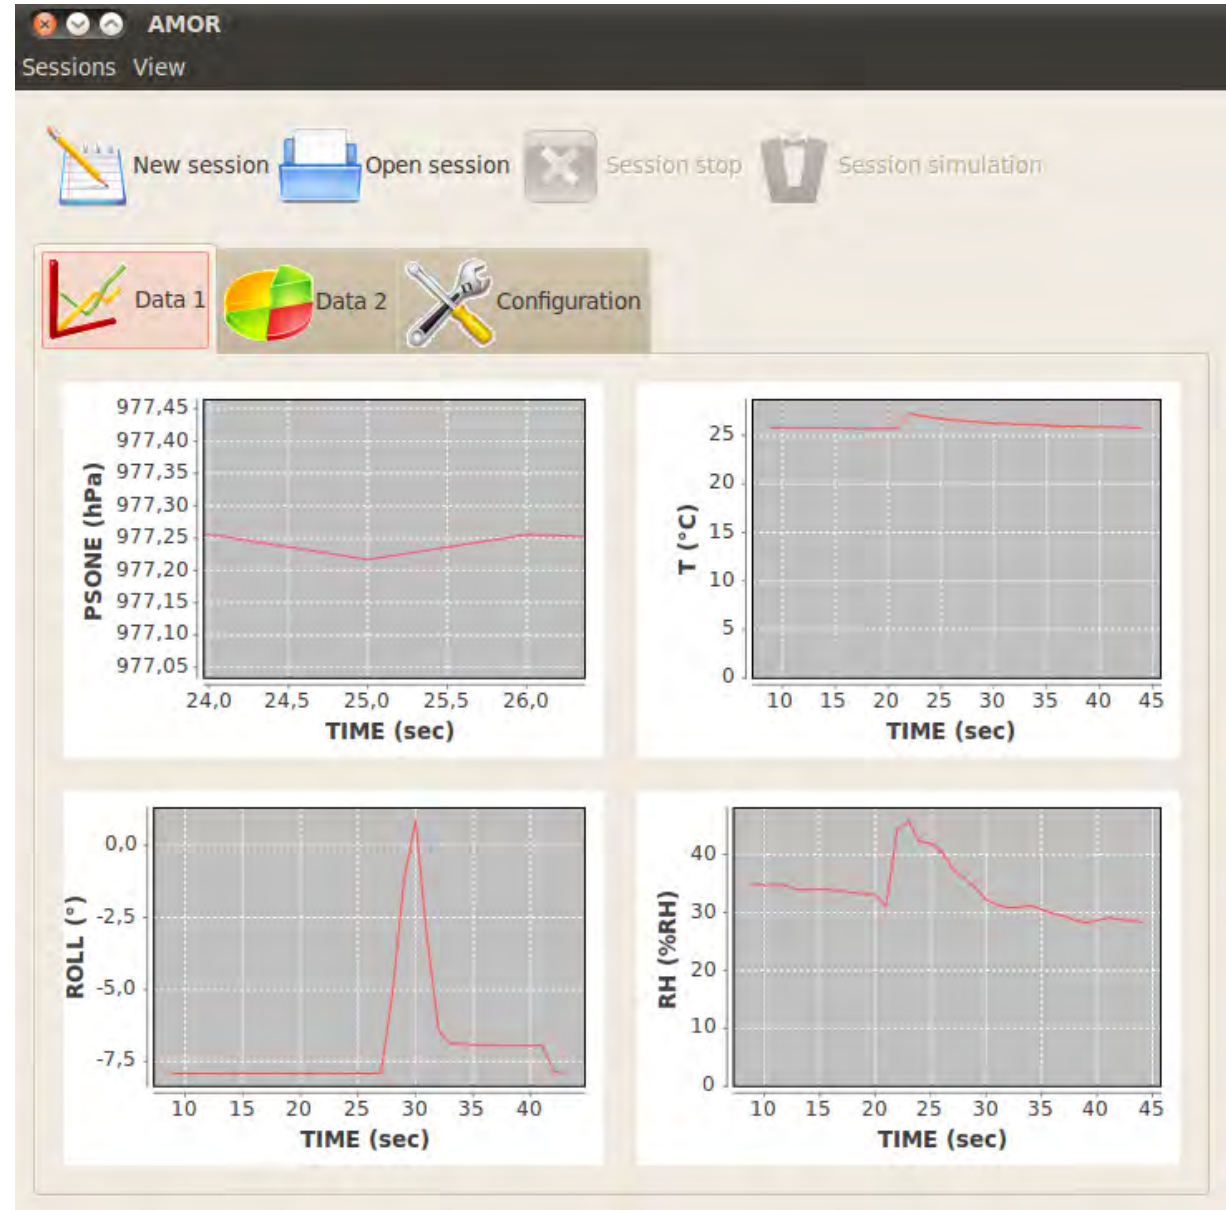 AMOR
Sessions View
New session Open session Session stop Session simulation
Data 1 Data 2 Configuration
PSONE (hPa)
977,45
977,40
977,35
977,30
977,25
977,20
977,15
977,10
977,05
24,0 24,5 25,0 25,5 26,0
TIME (sec)
T (°C)
25
20
15
10
5
0
10 15 20 25 30 35 40 45
TIME (sec)
ROLL (°)
0,0
-2,5
-5,0
-7,5
10 15 20 25 30 35 40
TIME (sec)
RH (%RH)
40
30
20
10
0
10 15 20 25 30 35 40 45
TIME (sec)